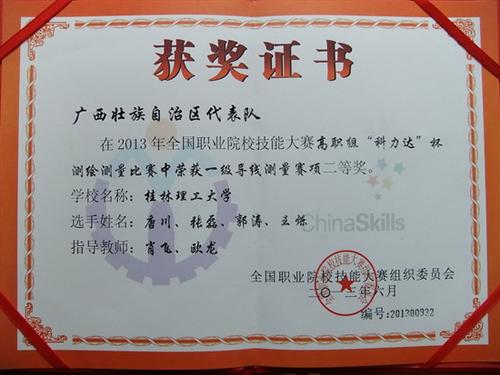 获奖证书
广西壮族自治区代表队
在2013年全国职业院校技能大赛高职组“科力达”杯
测绘测量比赛中荣获一级导线测量赛项二等奖。
学校名称：桂林理工大学
选手姓名：唐川、张磊、郭涛、王烁
ChinaSkills
指导教师：肖飞、欧龙
全国职业院校技能大赛组织委员会
二〇一三年六月
编号：201300932